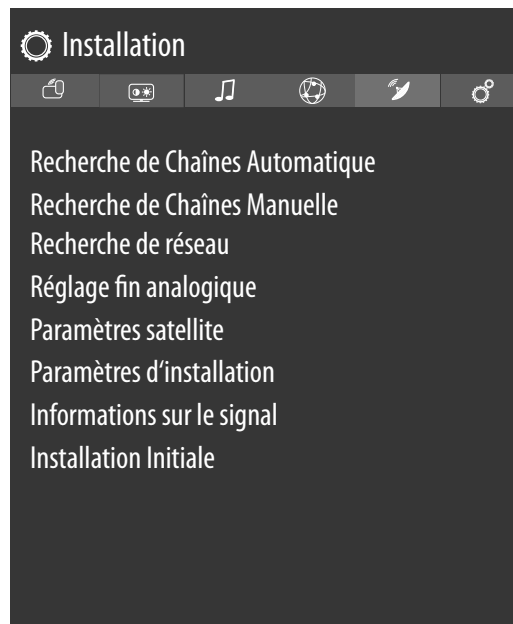 Installation
Recherche de Chaînes Automatique
Recherche de Chaînes Manuelle
Recherche de réseau
Réglage fin analogique
Paramètres satellite
Paramètres d‘installation
Informations sur le signal
Installation Initiale